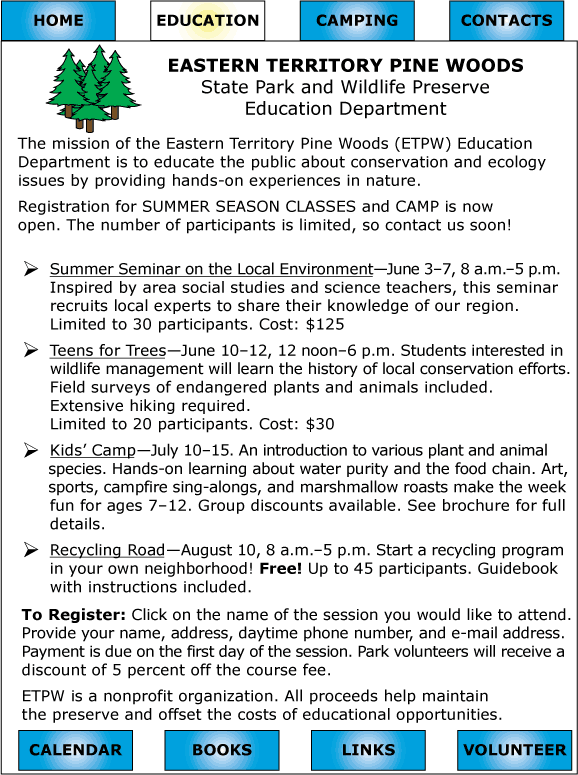 HOME EDUCATION CAMPING CONTACTS
EASTERN TERRITORY PINE WOODS
State Park and Wildlife Preserve
Education Department
The mission of the Eastern Territory Pine Woods (ETPW) Education
Department is to educate the public about conservation and ecology
issues by providing hands-on experiences in nature.
Registration for SUMMER SEASON CLASSES and CAMP is now
open. The number of participants is limited, so contact us soon!
Summer Seminar on the Local Environment—June 3–7, 8 a.m.–5 p.m.
Inspired by area social studies and science teachers, this seminar
recruits local experts to share their knowledge of our region.
Limited to 30 participants. Cost: $125
Teens for Trees—June 10–12, 12 noon–6 p.m. Students interested in
wildlife management will learn the history of local conservation efforts.
Field surveys of endangered plants and animals included.
Extensive hiking required.
Limited to 20 participants. Cost: $30
Kids’ Camp—July 10–15. An introduction to various plant and animal
species. Hands-on learning about water purity and the food chain. Art,
sports, campfire sing-alongs, and marshmallow roasts make the week
fun for ages 7–12. Group discounts available. See brochure for full
details.
Recycling Road—August 10, 8 a.m.–5 p.m. Start a recycling program
in your own neighborhood! Free! Up to 45 participants. Guidebook
with instructions included.
To Register: Click on the name of the session you would like to attend.
Provide your name, address, daytime phone number, and e-mail address.
Payment is due on the first day of the session. Park volunteers will receive a
discount of 5 percent off the course fee.
ETPW is a nonprofit organization. All proceeds help maintain
the preserve and offset the costs of educational opportunities.
CALENDAR BOOKS LINKS VOLUNTEER